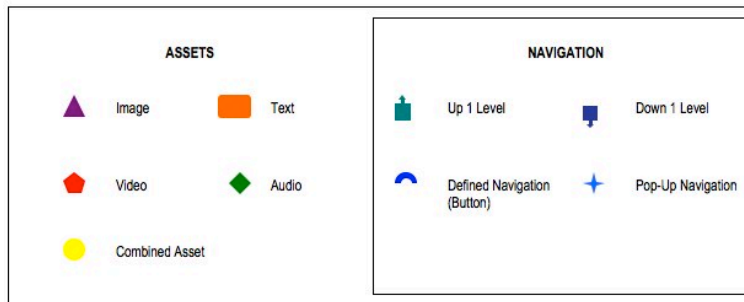 ASSETS
Image
Text
Video
Audio
Combined Asset
NAVIGATION
Up 1 Level
Down 1 Level
Defined Navigation
(Button)
Pop-Up Navigation